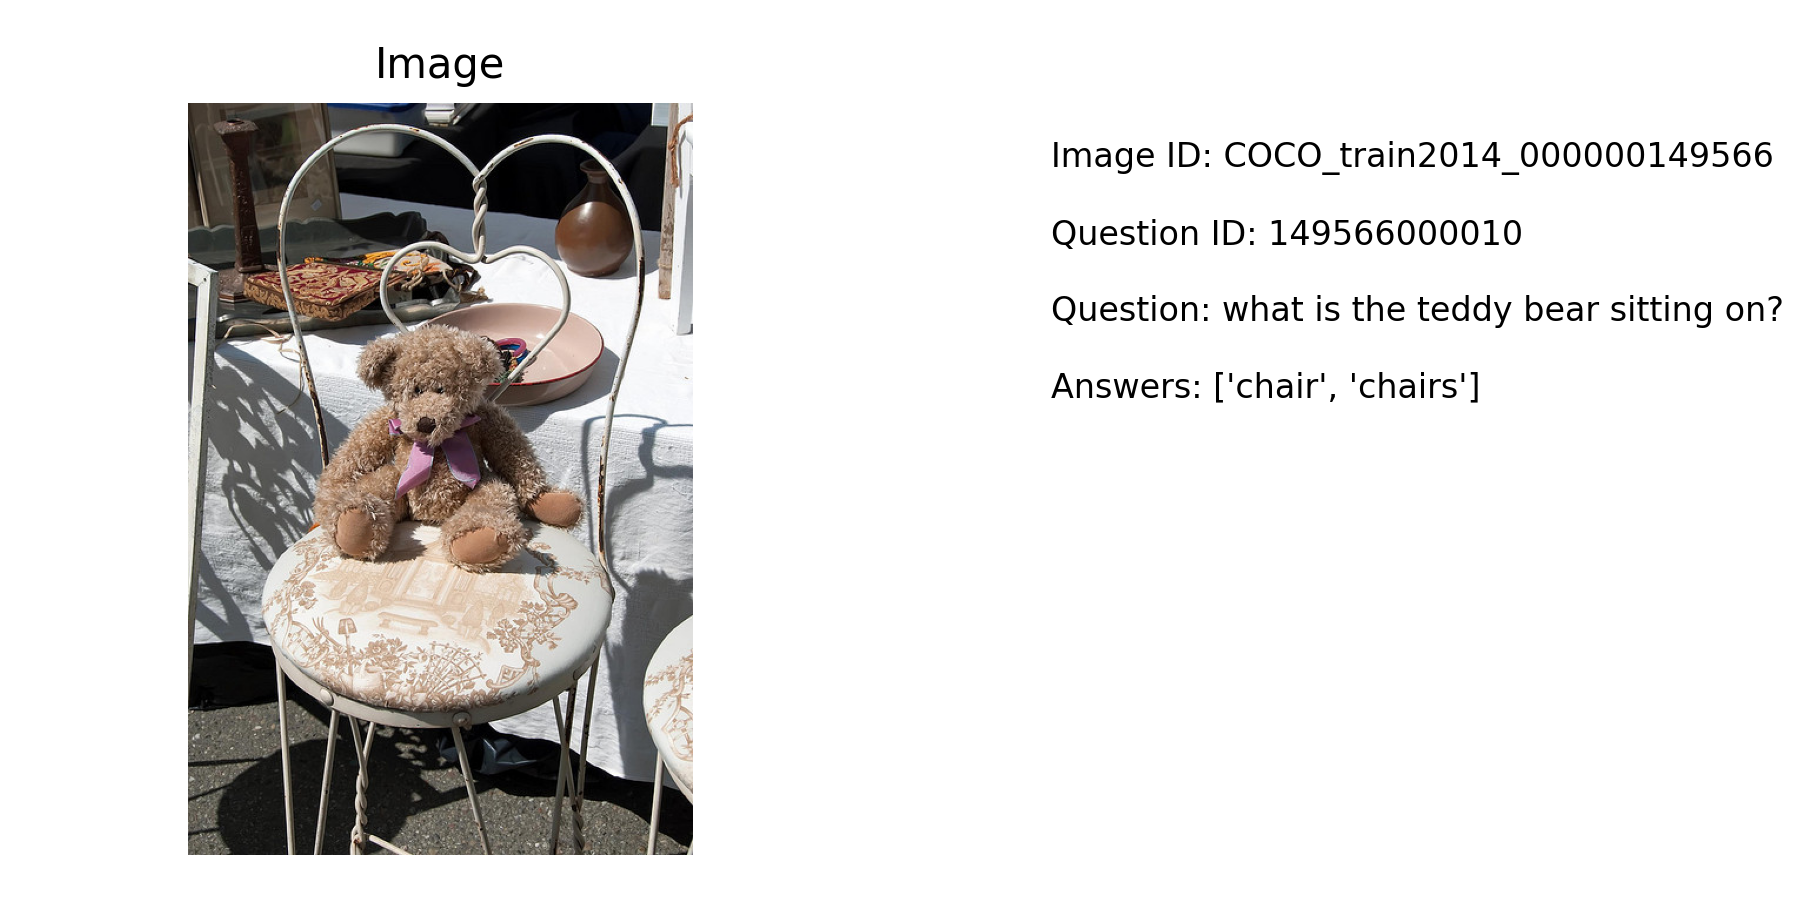 Image
Image ID: COCO_train2014_000000149566
Question ID: 149566000010
Question: what is the teddy bear sitting on?
Answers: ['chair', 'chairs']